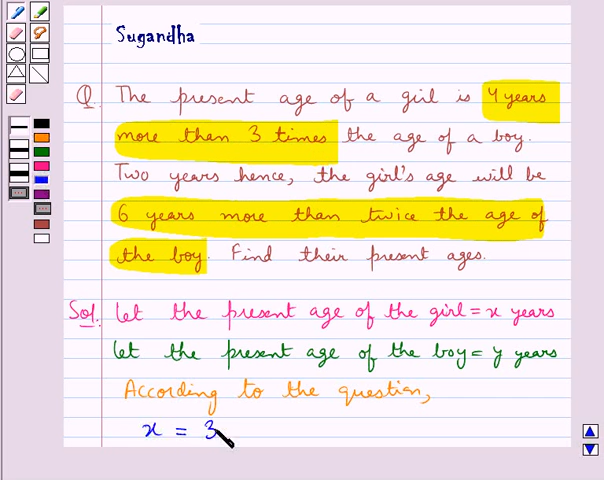 Sugandha
Q. The present age of a girl is 4 years
more than 3 times the age of a boy.
Two years hence, the girl's age will be
6 years more than twice the age of
the boy. Find their present ages.
Sol. Let the present age of the girl = x years
Let the present age of the boy = y years
According to the question,
x = 3